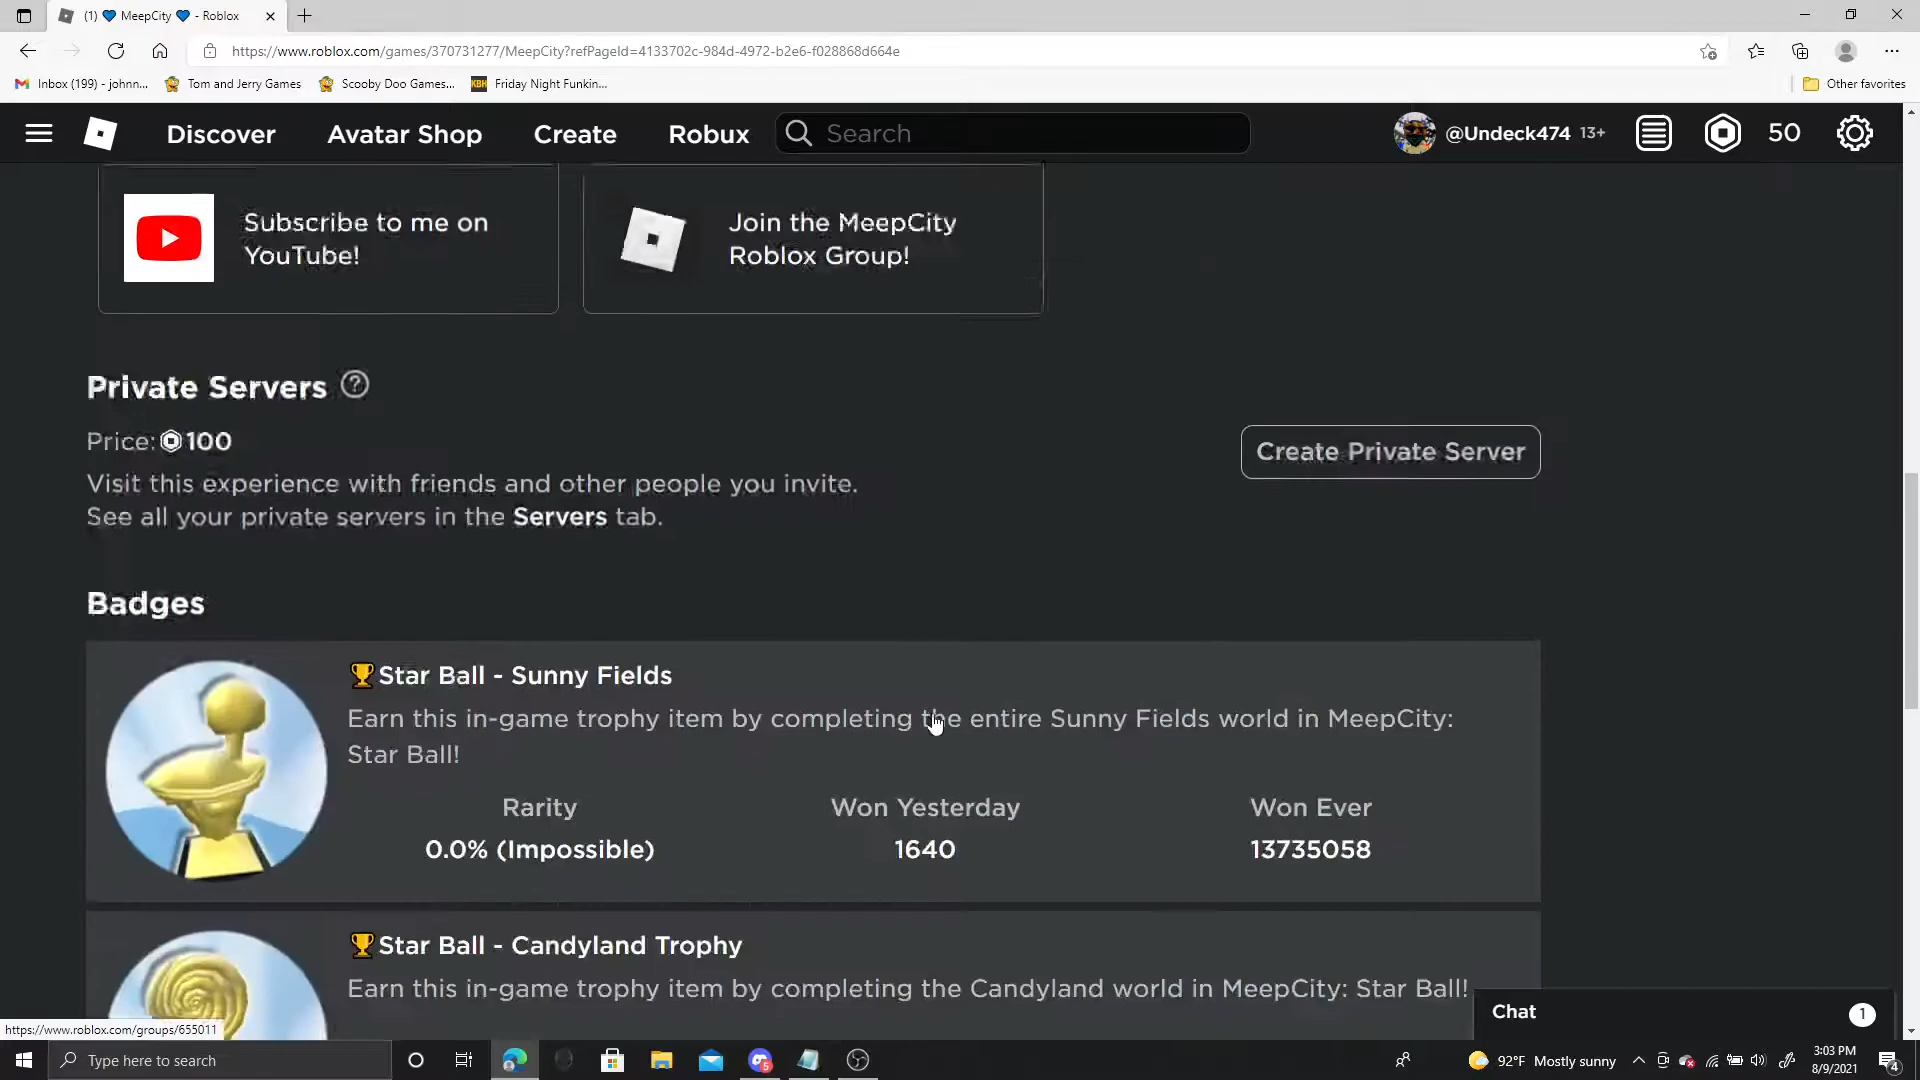 (1) 💙 MeepCity 💙 - Roblox
https://www.roblox.com/games/370731277/MeepCity?refPageId=4133702c-984d-4972-b2e6-f028868d664e
Inbox (199) - johnn... Tom and Jerry Games Scooby Doo Games... KBH Friday Night Funkin... Other favorites
Discover Avatar Shop Create Robux Search @Undeck474 13+ 50
Subscribe to me on
YouTube!
Join the MeepCity
Roblox Group!
Private Servers
Price: 100
Create Private Server
Visit this experience with friends and other people you invite.
See all your private servers in the Servers tab.
Badges
🏆Star Ball - Sunny Fields
Earn this in-game trophy item by completing the entire Sunny Fields world in MeepCity:
Star Ball!
Rarity Won Yesterday Won Ever
0.0% (Impossible) 1640 13735058
🏆Star Ball - Candyland Trophy
Earn this in-game trophy item by completing the Candyland world in MeepCity: Star Ball!
Chat 1
https://www.roblox.com/groups/655011
Type here to search 5 92°F Mostly sunny 3:03 PM
8/9/2021 4